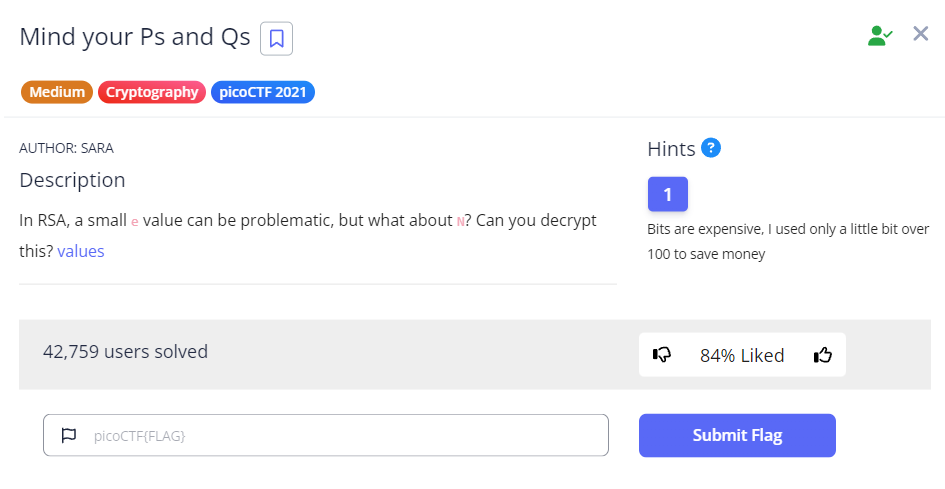 Mind your Ps and Qs
Medium
Cryptography
picoCTF 2021
AUTHOR: SARA
Description
In RSA, a small e value can be problematic, but what about N? Can you decrypt
this? values
Hints ?
1
Bits are expensive, I used only a little bit over
100 to save money
42,759 users solved
84% Liked
picoCTF{FLAG}
Submit Flag